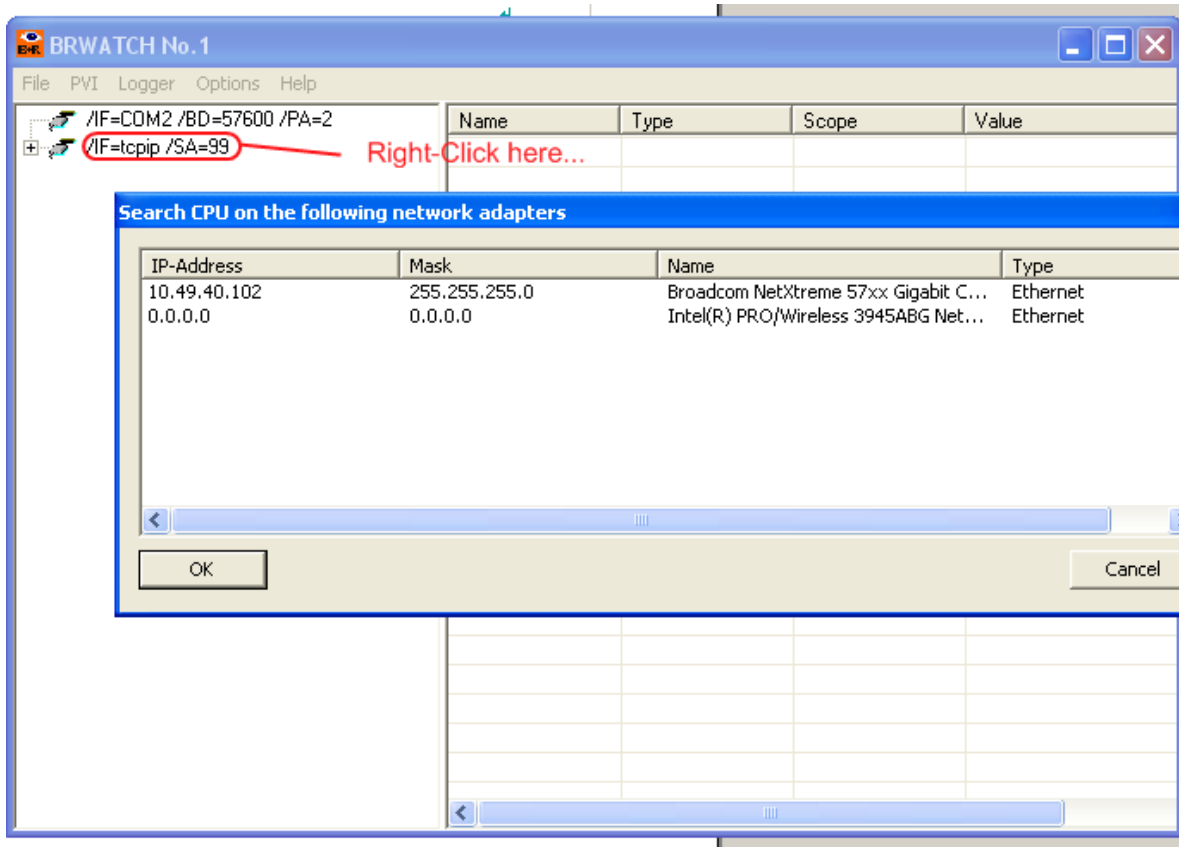 BRWATCH No.1
File PVI Logger Options Help
/IF=COM2 /BD=57600 /PA=2
/IF=tcpip /SA=99
Right-Click here...
Name Type Scope Value
Search CPU on the following network adapters
IP-Address Mask Name Type
10.49.40.102 255.255.255.0 Broadcom NetXtreme 57xx Gigabit C... Ethernet
0.0.0.0 0.0.0.0 Intel(R) PRO/Wireless 3945ABG Net... Ethernet
OK Cancel